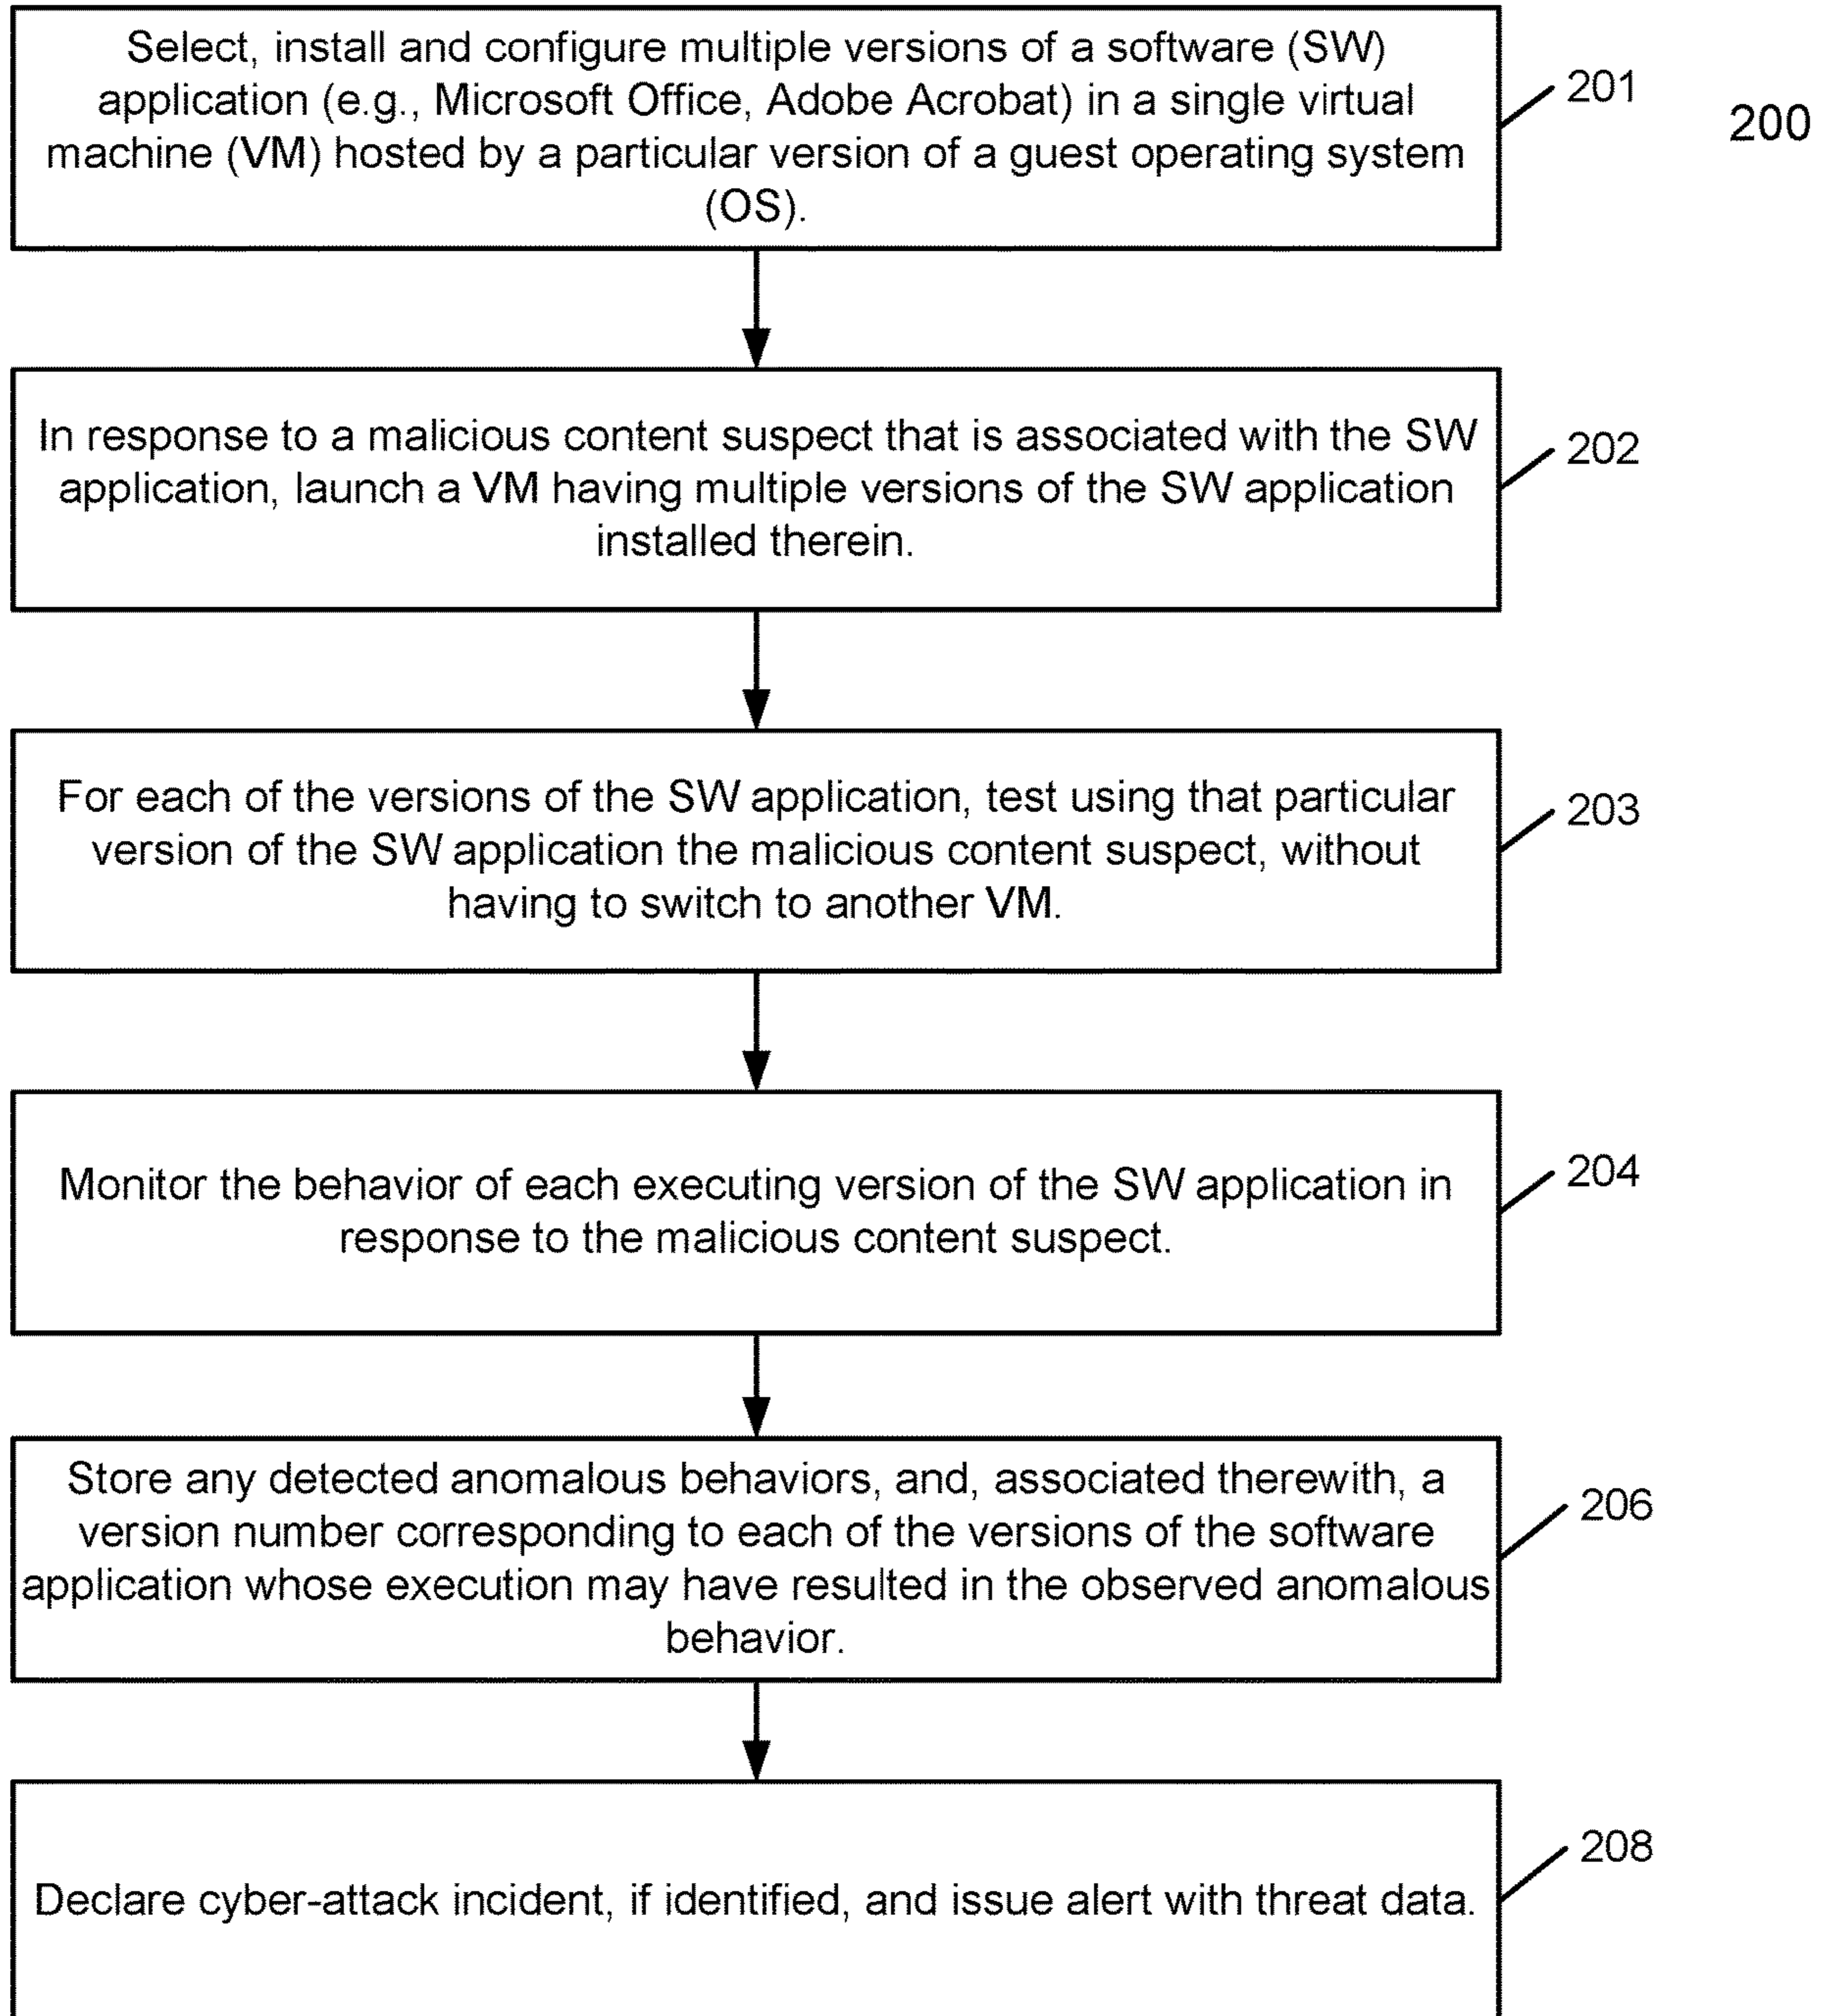 Select, install and configure multiple versions of a software (SW)
application (e.g., Microsoft Office, Adobe Acrobat) in a single virtual
machine (VM) hosted by a particular version of a guest operating system
(OS).
201
200
In response to a malicious content suspect that is associated with the SW
application, launch a VM having multiple versions of the SW application
installed therein.
202
For each of the versions of the SW application, test using that particular
version of the SW application the malicious content suspect, without
having to switch to another VM.
203
Monitor the behavior of each executing version of the SW application in
response to the malicious content suspect.
204
Store any detected anomalous behaviors, and, associated therewith, a
version number corresponding to each of the versions of the software
application whose execution may have resulted in the observed anomalous
behavior.
206
Declare cyber-attack incident, if identified, and issue alert with threat data.
208